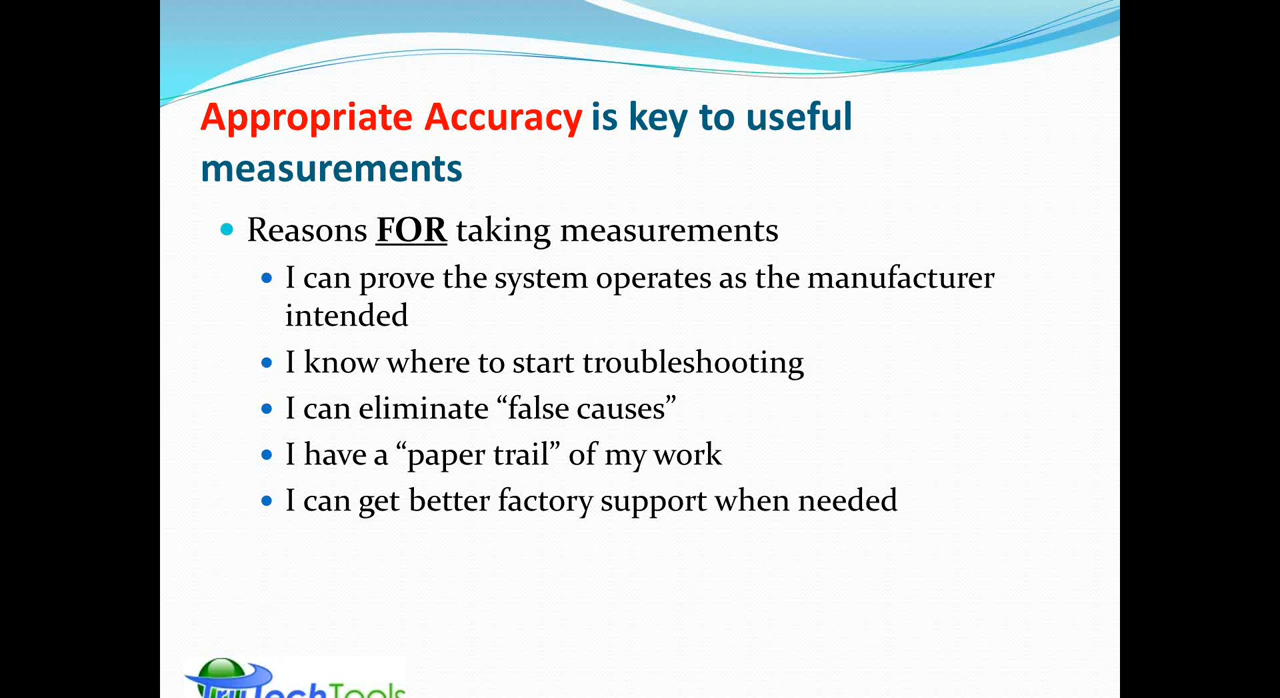 Appropriate Accuracy is key to useful
measurements
Reasons FOR taking measurements
I can prove the system operates as the manufacturer
intended
I know where to start troubleshooting
I can eliminate “false causes”
I have a “paper trail” of my work
I can get better factory support when needed
TruTechTools